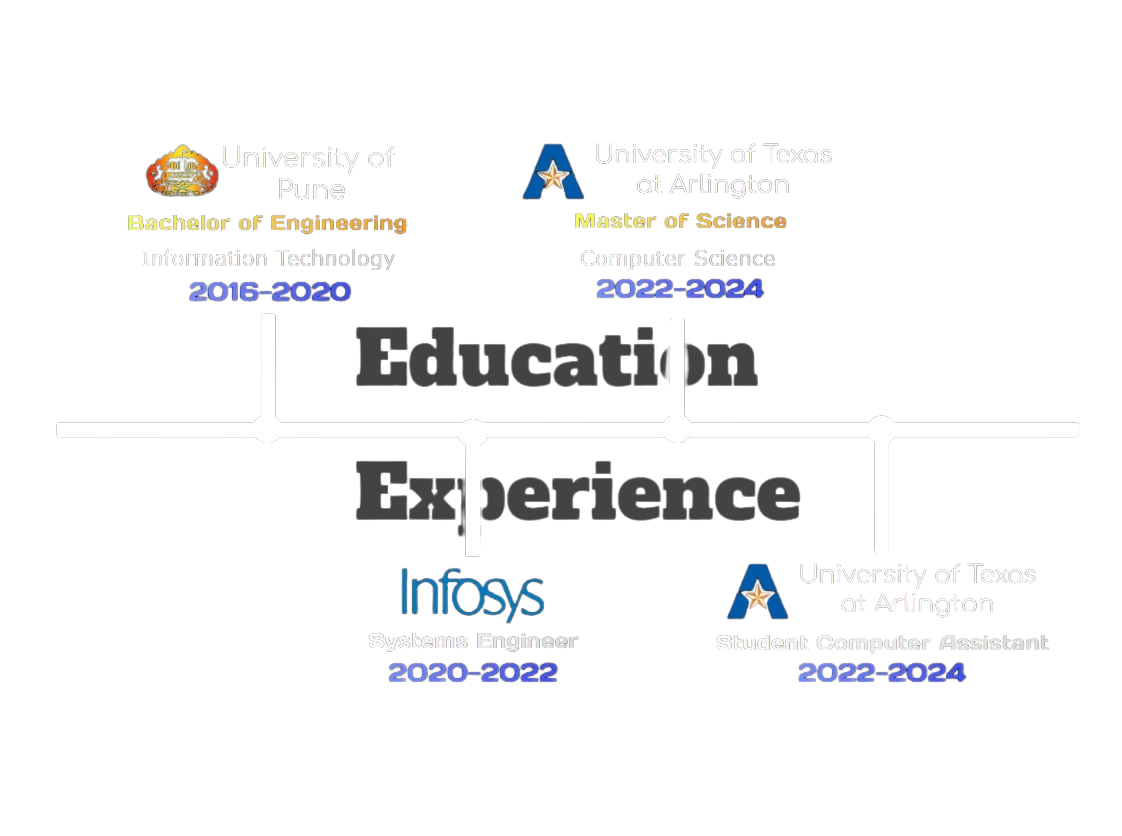 University of
Pune
Bachelor of Engineering
Information Technology
2016-2020
University of Texas
at Arlington
Master of Science
Computer Science
2022-2024
Education
Experience
Infosys
Systems Engineer
2020-2022
University of Texas
at Arlington
Student Computer Assistant
2022-2024